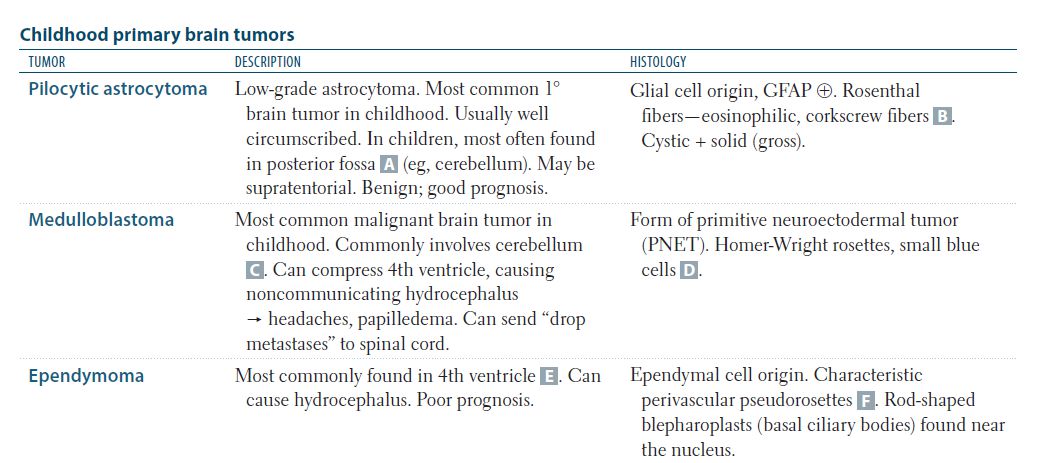 Childhood primary brain tumors
TUMOR DESCRIPTION HISTOLOGY
Pilocytic astrocytoma
Low-grade astrocytoma. Most common 1°
brain tumor in childhood. Usually well
circumscribed. In children, most often found
in posterior fossa A (eg, cerebellum). May be
supratentorial. Benign; good prognosis.
Glial cell origin, GFAP ⊕. Rosenthal
fibers—eosinophilic, corkscrew fibers B.
Cystic + solid (gross).
Medulloblastoma
Most common malignant brain tumor in
childhood. Commonly involves cerebellum
C. Can compress 4th ventricle, causing
noncommunicating hydrocephalus
→ headaches, papilledema. Can send “drop
metastases” to spinal cord.
Form of primitive neuroectodermal tumor
(PNET). Homer-Wright rosettes, small blue
cells D.
Ependymoma
Most commonly found in 4th ventricle E. Can
cause hydrocephalus. Poor prognosis.
Ependymal cell origin. Characteristic
perivascular pseudorosettes F. Rod-shaped
blepharoplasts (basal ciliary bodies) found near
the nucleus.